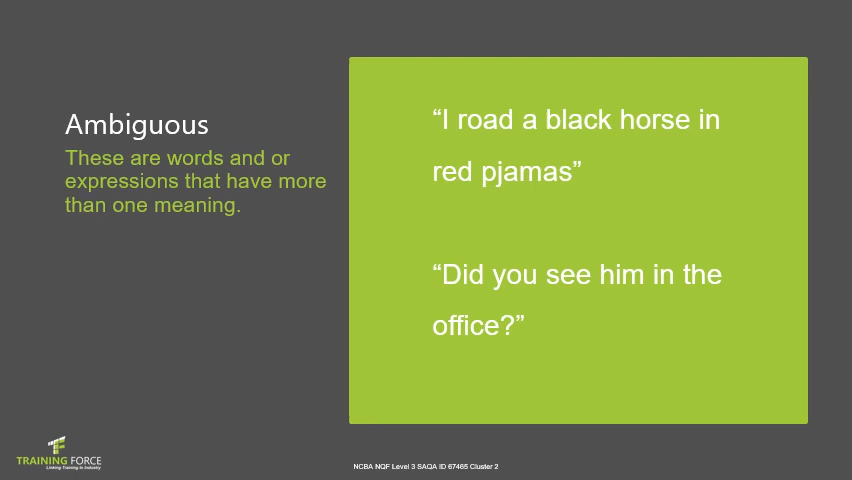 Ambiguous
These are words and or
expressions that have more
than one meaning.
“I road a black horse in
red pjamas”
“Did you see him in the
office?”
TRAINING FORCE
Linking Training to Industry
NCBA NQF Level 3 SAQA ID 67465 Cluster 2